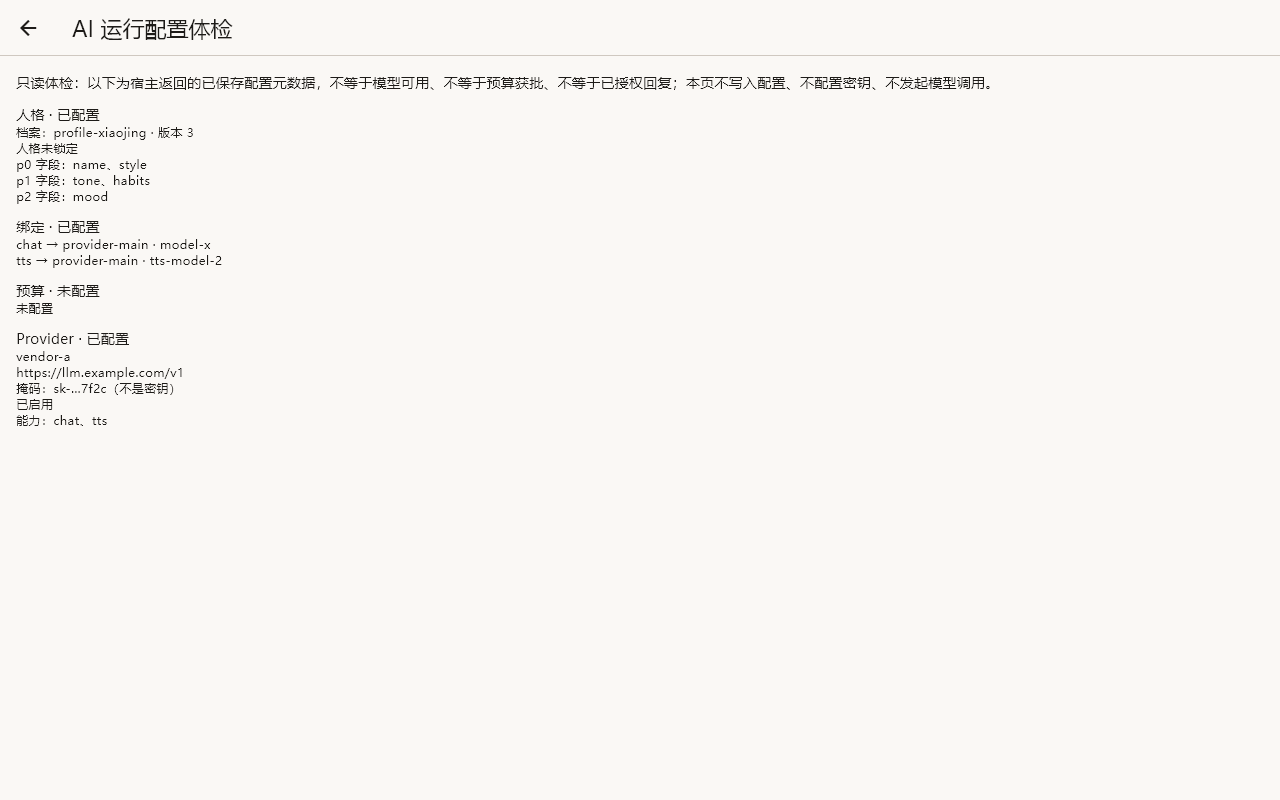 AI 运行配置体检
只读体检：以下为宿主返回的已保存配置元数据，不等于模型可用、不等于预算获批、不等于已授权回复；本页不写入配置、不配置密钥、不发起模型调用。
人格 · 已配置
档案：profile-xiaojing · 版本 3
人格未锁定
p0 字段：name、style
p1 字段：tone、habits
p2 字段：mood
绑定 · 已配置
chat → provider-main · model-x
tts → provider-main · tts-model-2
预算 · 未配置
未配置
Provider · 已配置
vendor-a
https://llm.example.com/v1
掩码：sk-…7f2c（不是密钥）
已启用
能力：chat、tts